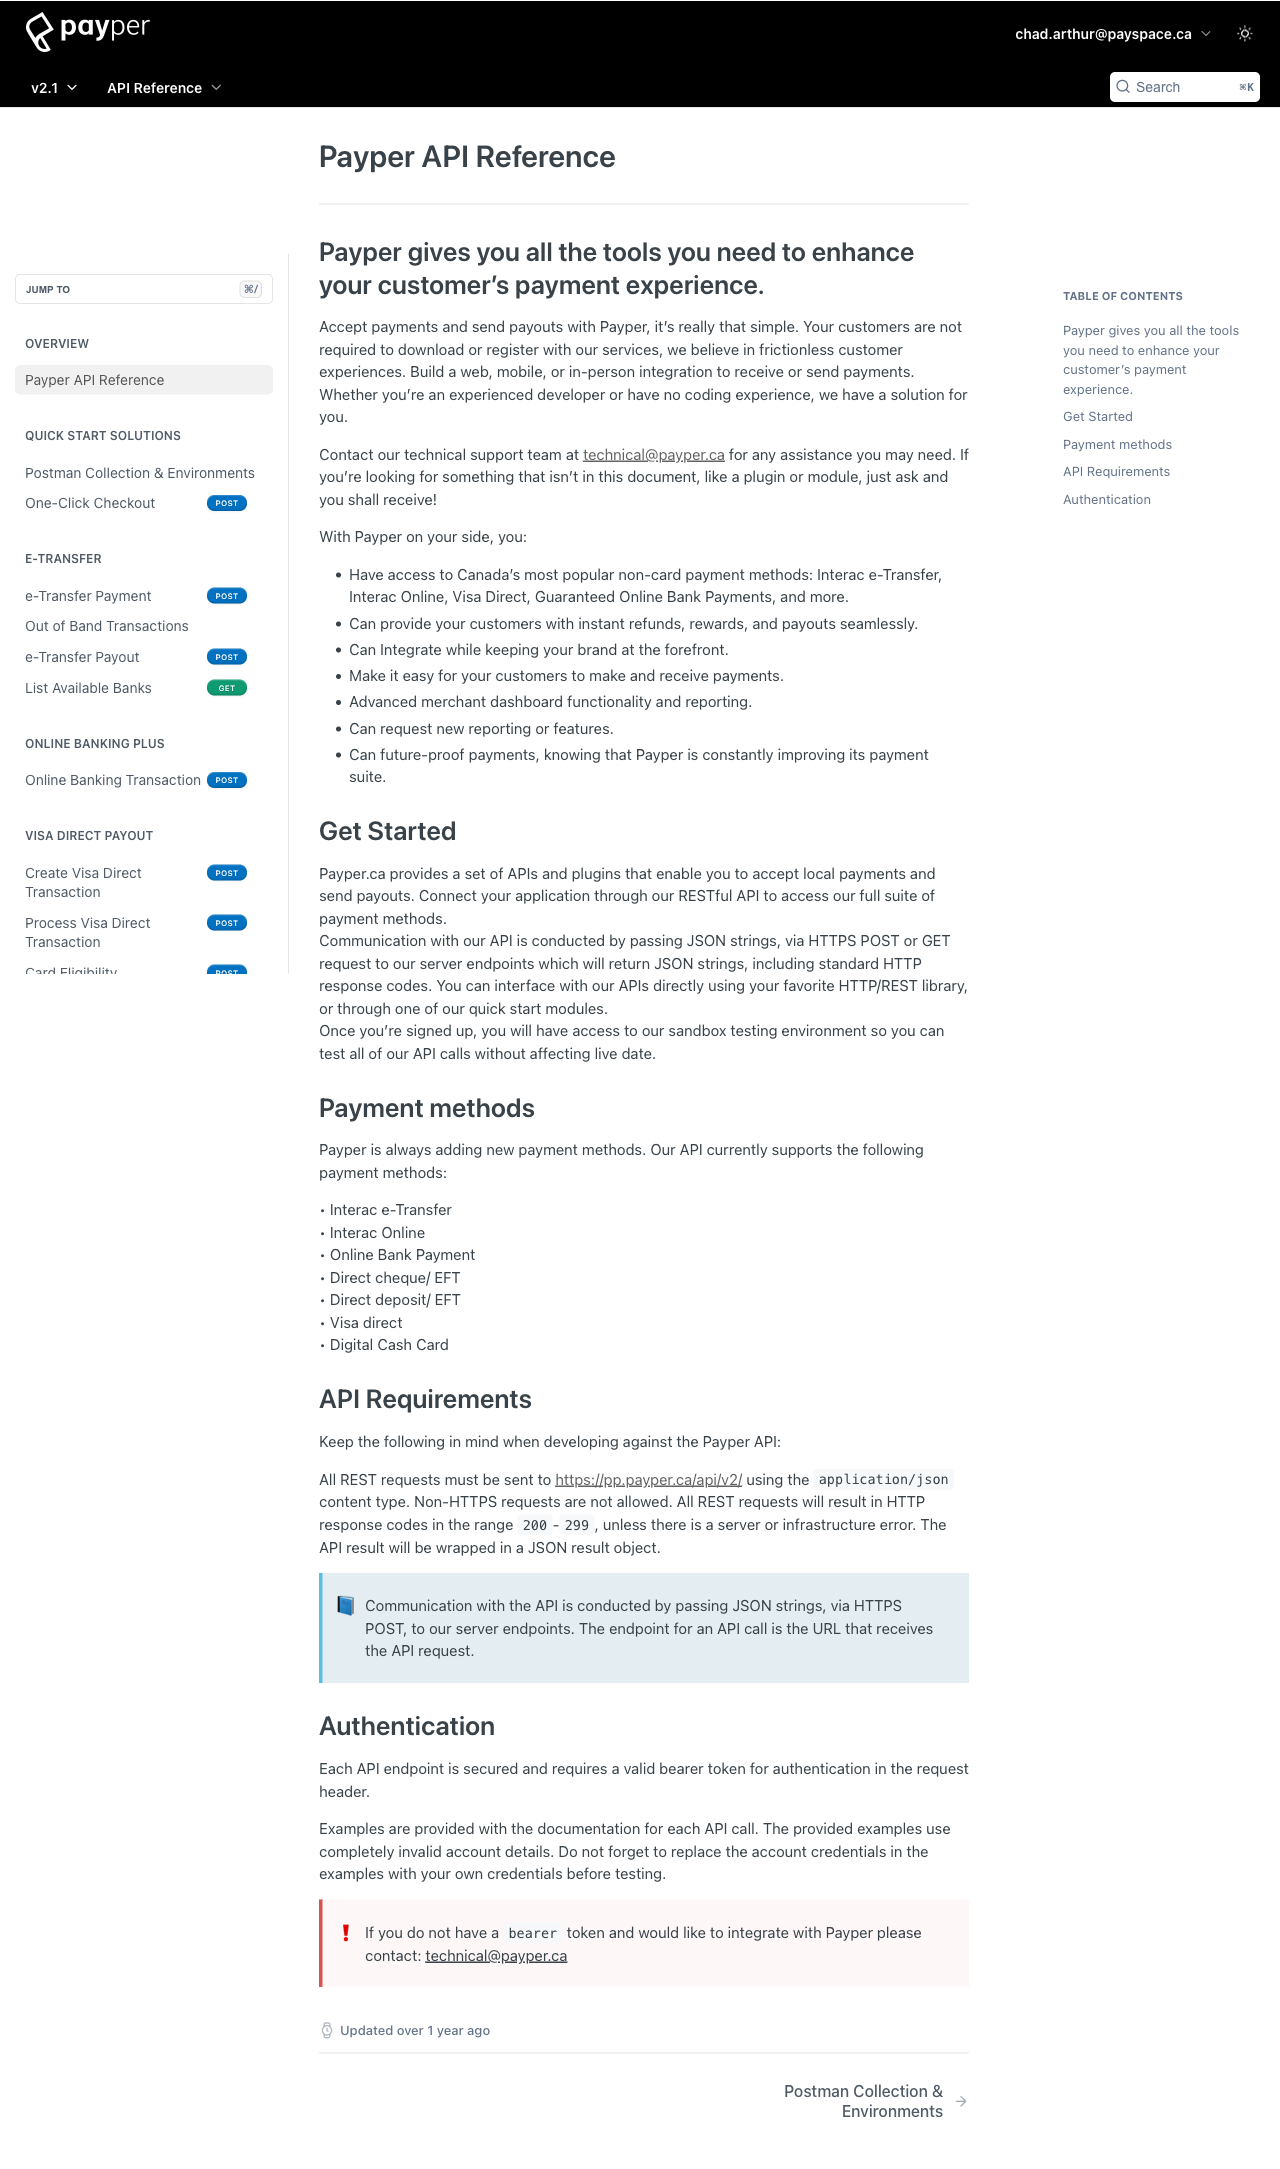 payper
chad.arthur@payspace.ca
v2.1
API Reference
Search
⌘K
JUMP TO
⌘/
OVERVIEW
Payper API Reference
QUICK START SOLUTIONS
Postman Collection & Environments
One-Click Checkout POST
E-TRANSFER
e-Transfer Payment POST
Out of Band Transactions
e-Transfer Payout POST
List Available Banks GET
ONLINE BANKING PLUS
Online Banking Transaction POST
VISA DIRECT PAYOUT
Create Visa Direct POST
Transaction
Process Visa Direct POST
Transaction
Card Eligibility POST
Payper API Reference
Payper gives you all the tools you need to enhance
your customer’s payment experience.
Accept payments and send payouts with Payper, it’s really that simple. Your customers are not
required to download or register with our services, we believe in frictionless customer
experiences. Build a web, mobile, or in-person integration to receive or send payments.
Whether you’re an experienced developer or have no coding experience, we have a solution for
you.
Contact our technical support team at technical@payper.ca for any assistance you may need. If
you’re looking for something that isn’t in this document, like a plugin or module, just ask and
you shall receive!
With Payper on your side, you:
• Have access to Canada’s most popular non-card payment methods: Interac e-Transfer,
Interac Online, Visa Direct, Guaranteed Online Bank Payments, and more.
• Can provide your customers with instant refunds, rewards, and payouts seamlessly.
• Can Integrate while keeping your brand at the forefront.
• Make it easy for your customers to make and receive payments.
• Advanced merchant dashboard functionality and reporting.
• Can request new reporting or features.
• Can future-proof payments, knowing that Payper is constantly improving its payment
suite.
Get Started
Payper.ca provides a set of APIs and plugins that enable you to accept local payments and
send payouts. Connect your application through our RESTful API to access our full suite of
payment methods.
Communication with our API is conducted by passing JSON strings, via HTTPS POST or GET
request to our server endpoints which will return JSON strings, including standard HTTP
response codes. You can interface with our APIs directly using your favorite HTTP/REST library,
or through one of our quick start modules.
Once you’re signed up, you will have access to our sandbox testing environment so you can
test all of our API calls without affecting live date.
Payment methods
Payper is always adding new payment methods. Our API currently supports the following
payment methods:
• Interac e-Transfer
• Interac Online
• Online Bank Payment
• Direct cheque/ EFT
• Direct deposit/ EFT
• Visa direct
• Digital Cash Card
API Requirements
Keep the following in mind when developing against the Payper API:
All REST requests must be sent to https://pp.payper.ca/api/v2/ using the application/json
content type. Non-HTTPS requests are not allowed. All REST requests will result in HTTP
response codes in the range 200 - 299 , unless there is a server or infrastructure error. The
API result will be wrapped in a JSON result object.
Communication with the API is conducted by passing JSON strings, via HTTPS
POST, to our server endpoints. The endpoint for an API call is the URL that receives
the API request.
Authentication
Each API endpoint is secured and requires a valid bearer token for authentication in the request
header.
Examples are provided with the documentation for each API call. The provided examples use
completely invalid account details. Do not forget to replace the account credentials in the
examples with your own credentials before testing.
If you do not have a bearer token and would like to integrate with Payper please
contact: technical@payper.ca
Updated over 1 year ago
Postman Collection &
Environments
TABLE OF CONTENTS
Payper gives you all the tools
you need to enhance your
customer’s payment
experience.
Get Started
Payment methods
API Requirements
Authentication